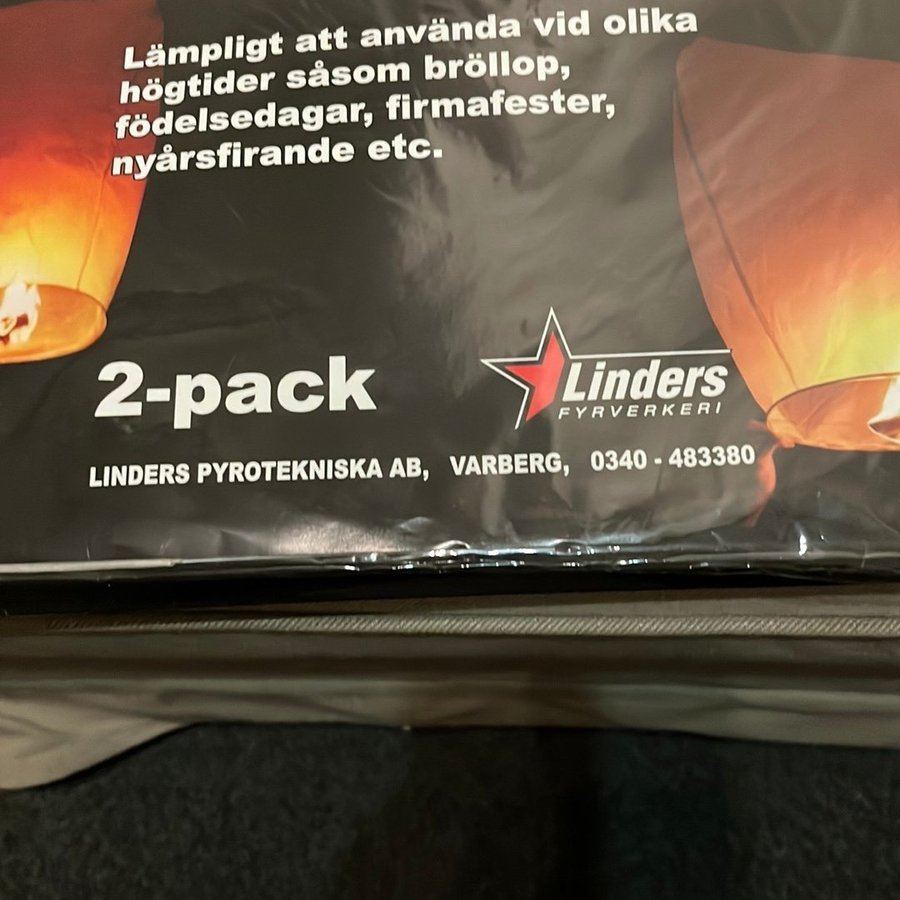 Lämpligt att använda vid olika
högtider såsom bröllop,
födelsedagar, firmafester,
nyårsfirande etc.
2-pack
Linders
FYRVERKERI
LINDERS PYROTEKNISKA AB, VARBERG, 0340 - 483380